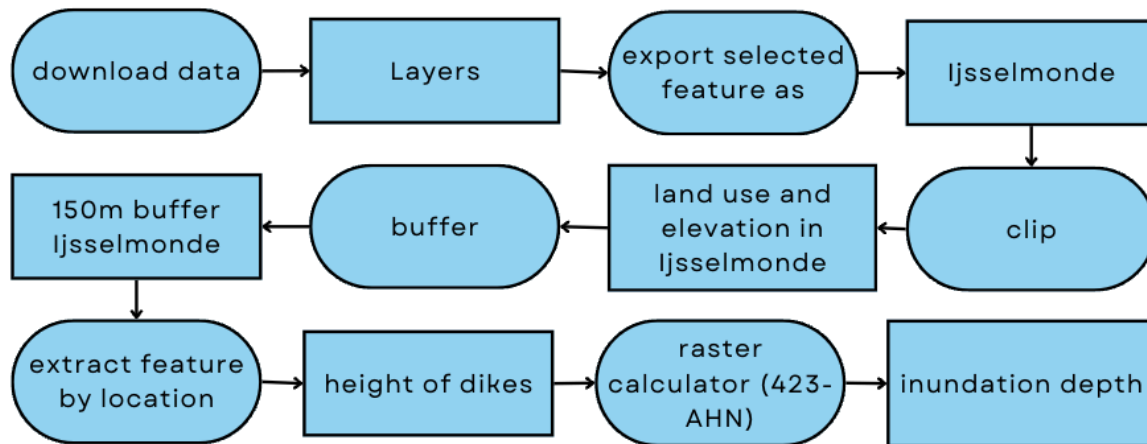 download data
Layers
export selected
feature as
Ijsselmonde
150m buffer
Ijsselmonde
buffer
land use and
elevation in
Ijsselmonde
clip
extract feature
by location
height of dikes
raster
calculator (423-
AHN)
inundation depth